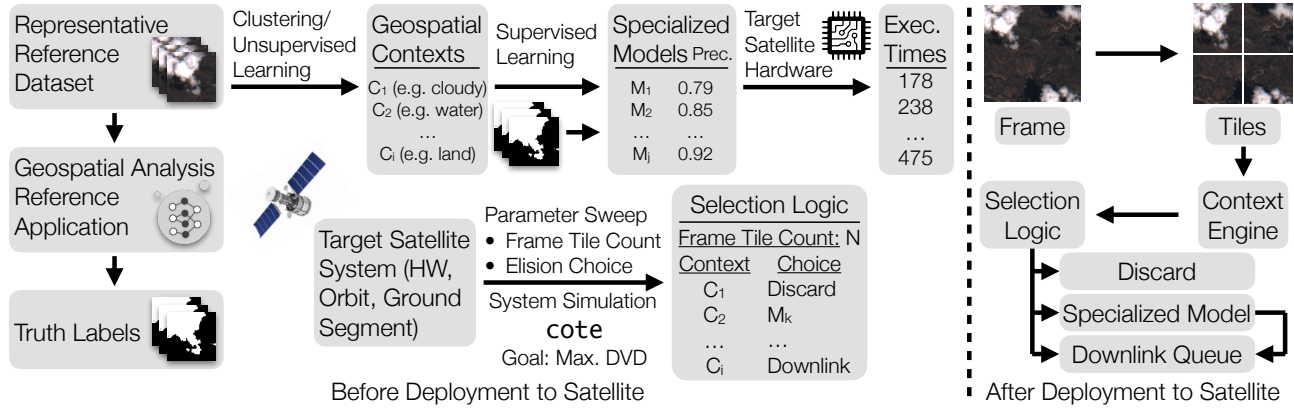 Representative
Reference
Dataset
Clustering/
Unsupervised
Learning
Geospatial
Contexts
C1 (e.g. cloudy)
C2 (e.g. water)
...
Ci (e.g. land)
Supervised
Learning
Specialized
Models Prec.
M1 0.79
M2 0.85
... ...
Mj 0.92
Target
Satellite
Hardware
Exec.
Times
178
238
...
475
Geospatial Analysis
Reference
Application
Truth Labels
Target Satellite
System (HW,
Orbit, Ground
Segment)
Parameter Sweep
• Frame Tile Count
• Elision Choice
System Simulation
cote
Goal: Max. DVD
Selection Logic
Frame Tile Count: N
Context Choice
C1 Discard
C2 Mk
... ...
Ci Downlink
Before Deployment to Satellite
Frame
Tiles
Selection
Logic
Context
Engine
Discard
Specialized Model
Downlink Queue
After Deployment to Satellite